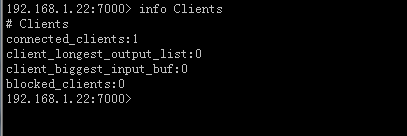 192.168.1.22:7000> info Clients
# Clients
connected_clients:1
client_longest_output_list:0
client_biggest_input_buf:0
blocked_clients:0
192.168.1.22:7000>